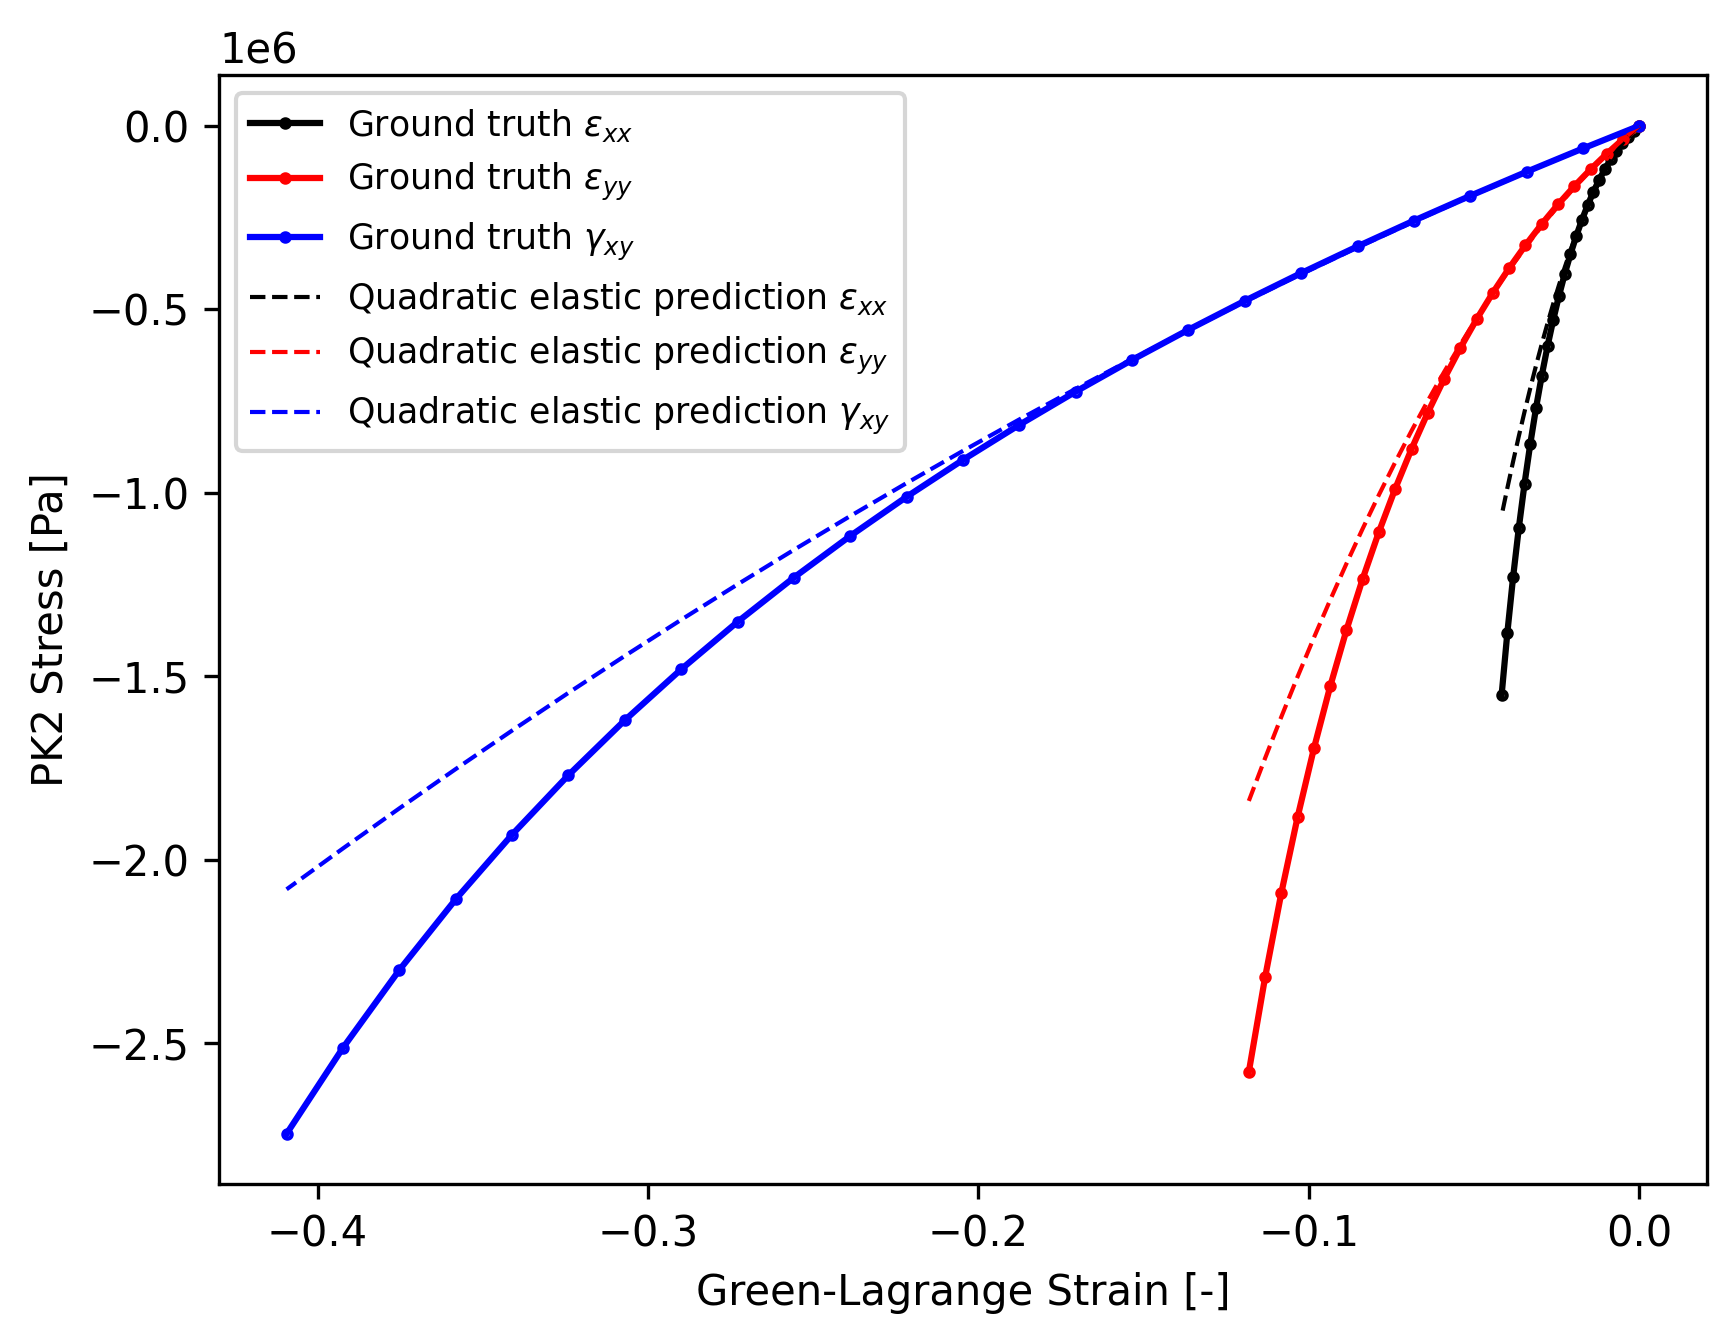 1e6
0.0
−0.5
−1.0
−1.5
−2.0
−2.5
PK2 Stress [Pa]
Ground truth εxx
Ground truth εyy
Ground truth γxy
Quadratic elastic prediction εxx
Quadratic elastic prediction εyy
Quadratic elastic prediction γxy
−0.4 −0.3 −0.2 −0.1 0.0
Green-Lagrange Strain [-]